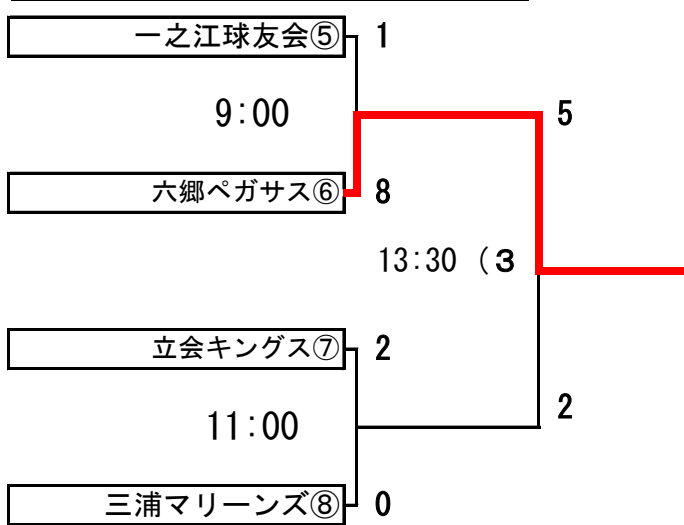 一之江球友会⑤ 1
9:00 5
六郷ペガサス⑥ 8
13:30 (3
立会キングス⑦ 2
2
11:00
三浦マリーンズ⑧ 0